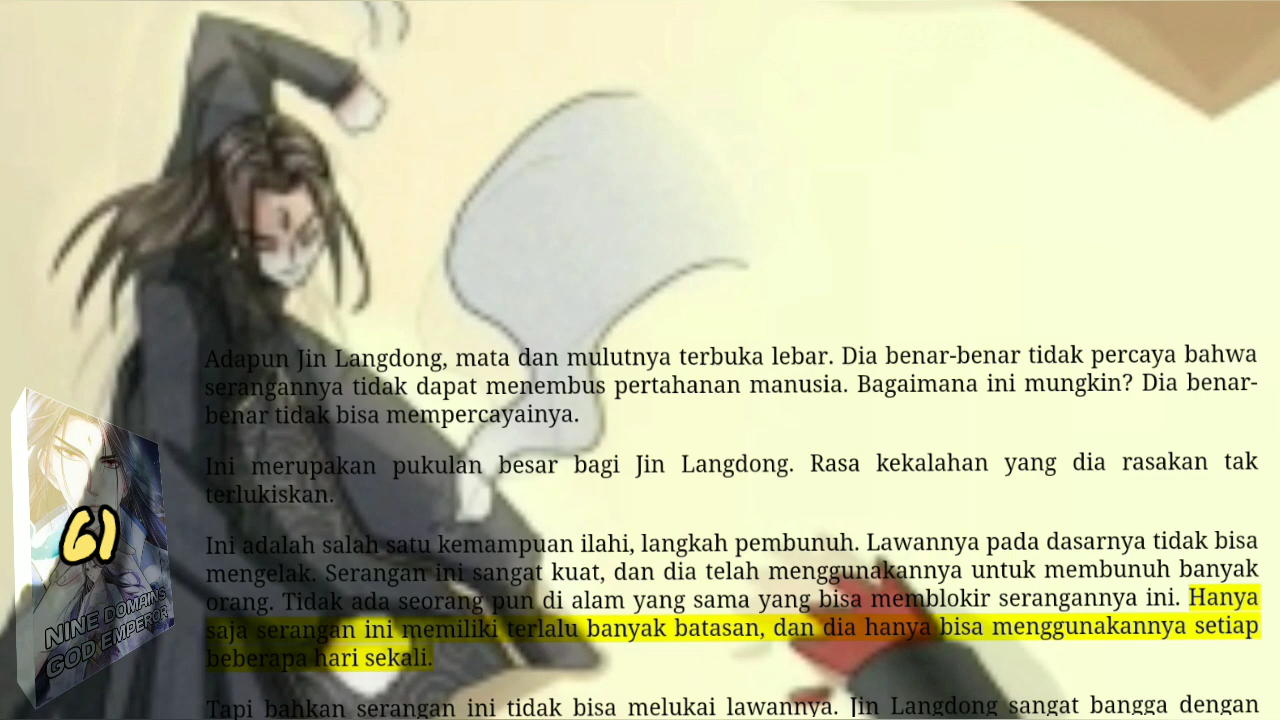 Adapun Jin Langdong, mata dan mulutnya terbuka lebar. Dia benar-benar tidak percaya bahwa
serangannya tidak dapat menembus pertahanan manusia. Bagaimana ini mungkin? Dia benar-
benar tidak bisa mempercayainya.
Ini merupakan pukulan besar bagi Jin Langdong. Rasa kekalahan yang dia rasakan tak
terlukiskan.
Ini adalah salah satu kemampuan ilahi, langkah pembunuh. Lawannya pada dasarnya tidak bisa
mengelak. Serangan ini sangat kuat, dan dia telah menggunakannya untuk membunuh banyak
orang. Tidak ada seorang pun di alam yang sama yang bisa memblokir serangannya ini. Hanya
saja serangan ini memiliki terlalu banyak batasan, dan dia hanya bisa menggunakannya setiap
beberapa hari sekali.
Tapi bahkan serangan ini tidak bisa melukai lawannya. Jin Langdong sangat bangga dengan
61
NINE DOMAINS
GOD EMPEROR